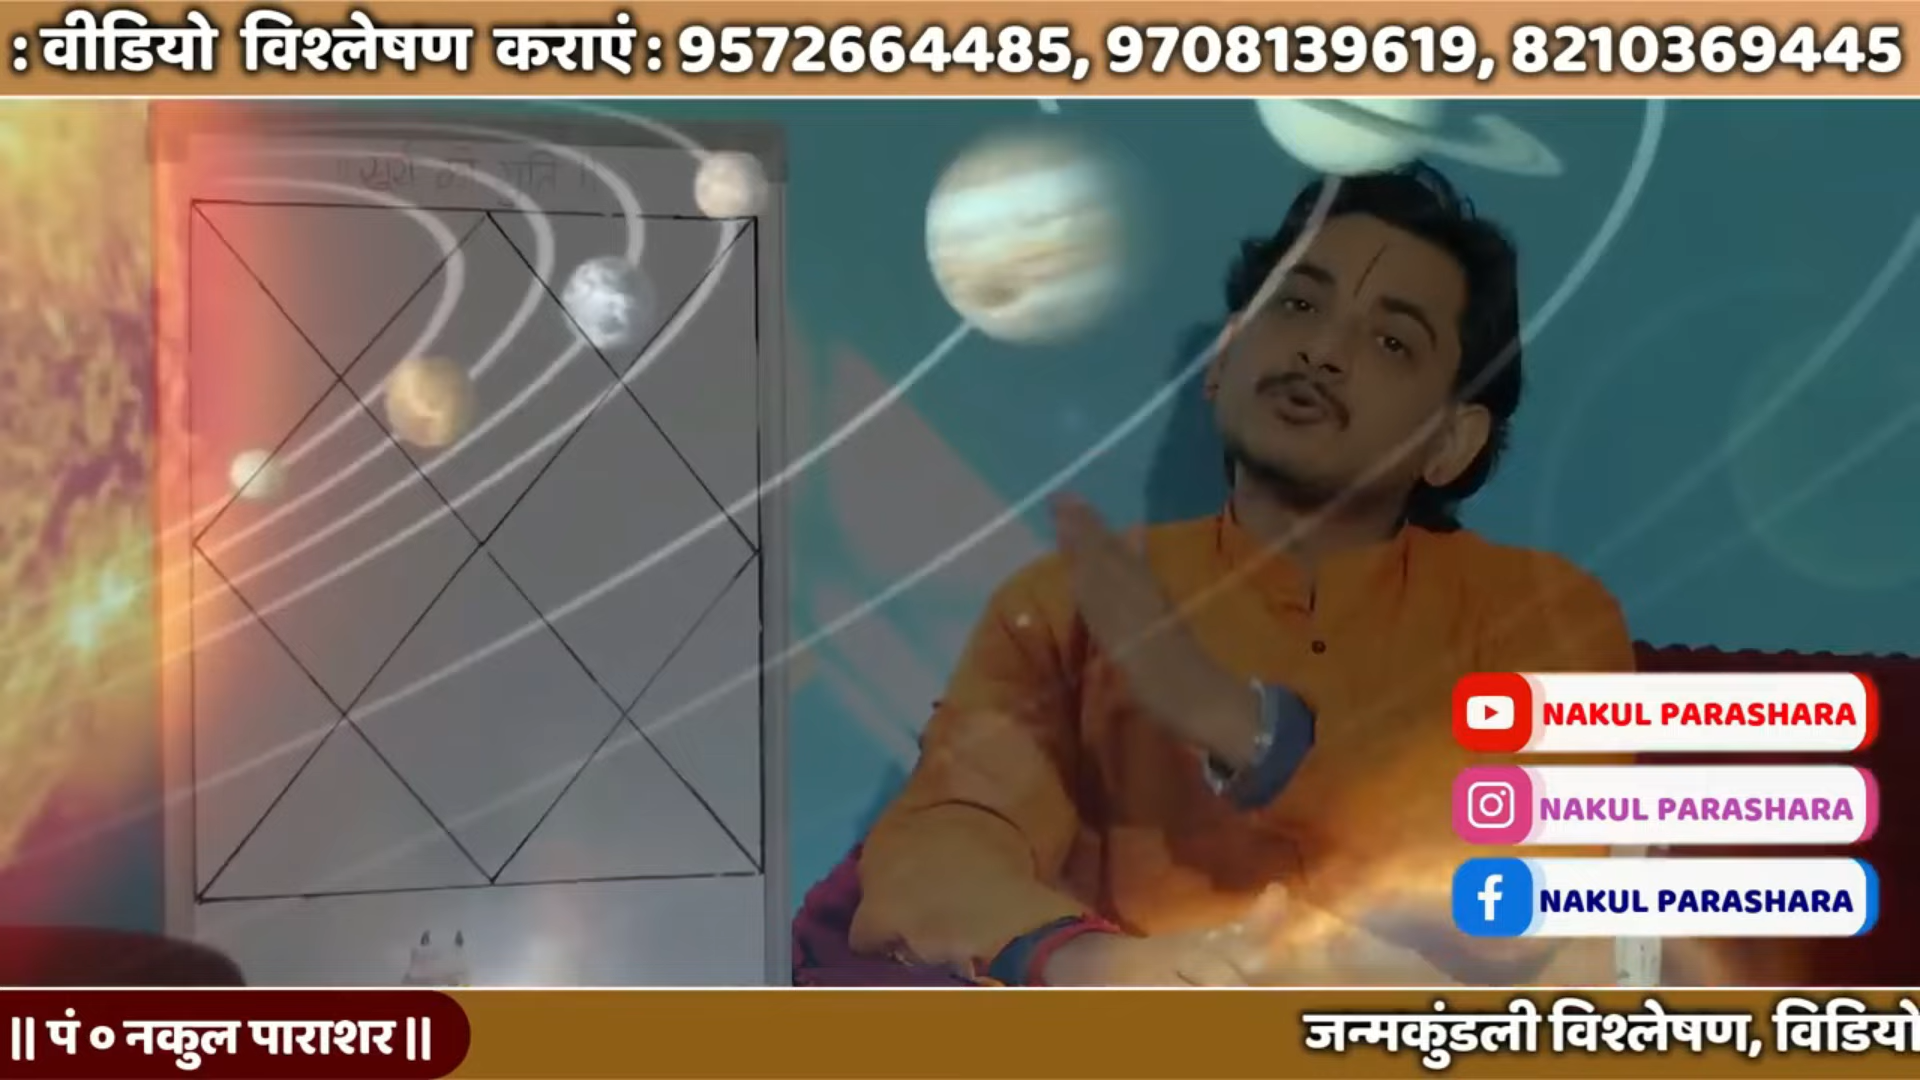 : वीडियो विश्लेषण कराएं : 9572664485, 9708139619, 8210369445
|| सूर्य की युति ||
NAKUL PARASHARA
NAKUL PARASHARA
NAKUL PARASHARA
|| पं ० नकुल पाराशर ||
जन्मकुंडली विश्लेषण, विडियो